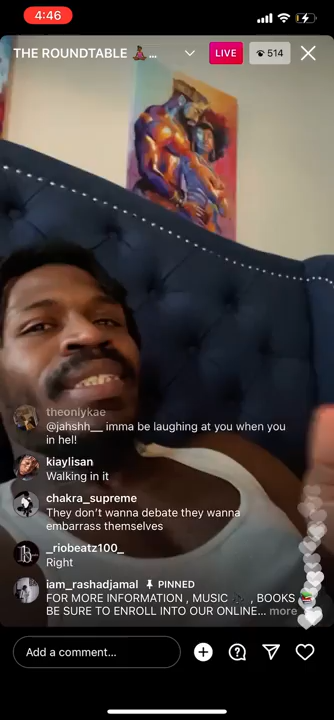 4:46
THE ROUNDTABLE 🧘🏾‍♀️...
LIVE
514
theonlykae
@jahshh__ imma be laughing at you when you
in hel!
kiaylisan
Walking in it
chakra_supreme
They don't wanna debate they wanna
embarrass themselves
_riobeatz100_
Right
iam_rashadjamal PINNED
FOR MORE INFORMATION , MUSIC , BOOKS 📚
BE SURE TO ENROLL INTO OUR ONLINE... more
Add a comment...